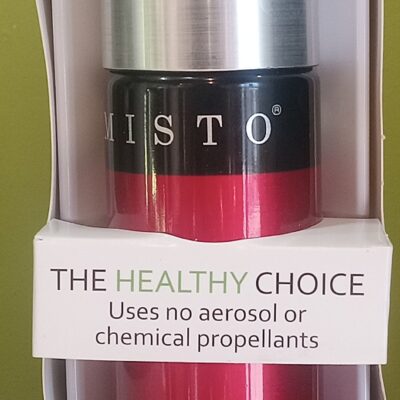 MISTO®
THE HEALTHY CHOICE
Uses no aerosol or
chemical propellants